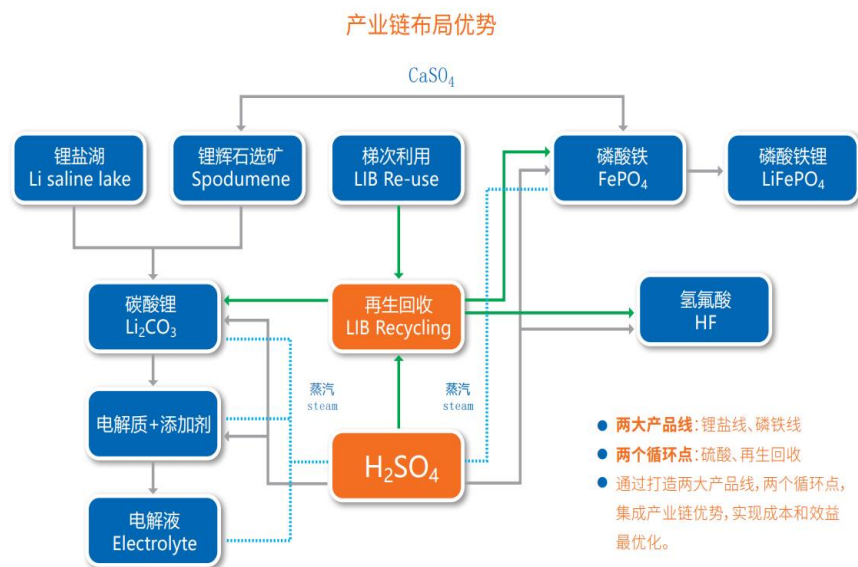 产业链布局优势
CaSO₄
锂盐湖
Li saline lake
锂辉石选矿
Spodumene
梯次利用
LIB Re-use
磷酸铁
FePO₄
磷酸铁锂
LiFePO₄
碳酸锂
Li₂CO₃
再生回收
LIB Recycling
氢氟酸
HF
蒸汽
steam
蒸汽
steam
电解质+添加剂
H₂SO₄
电解液
Electrolyte
两大产品线:锂盐线、磷铁线
两个循环点:硫酸、再生回收
通过打造两大产品线,两个循环点,
集成产业链优势,实现成本和效益
最优化。